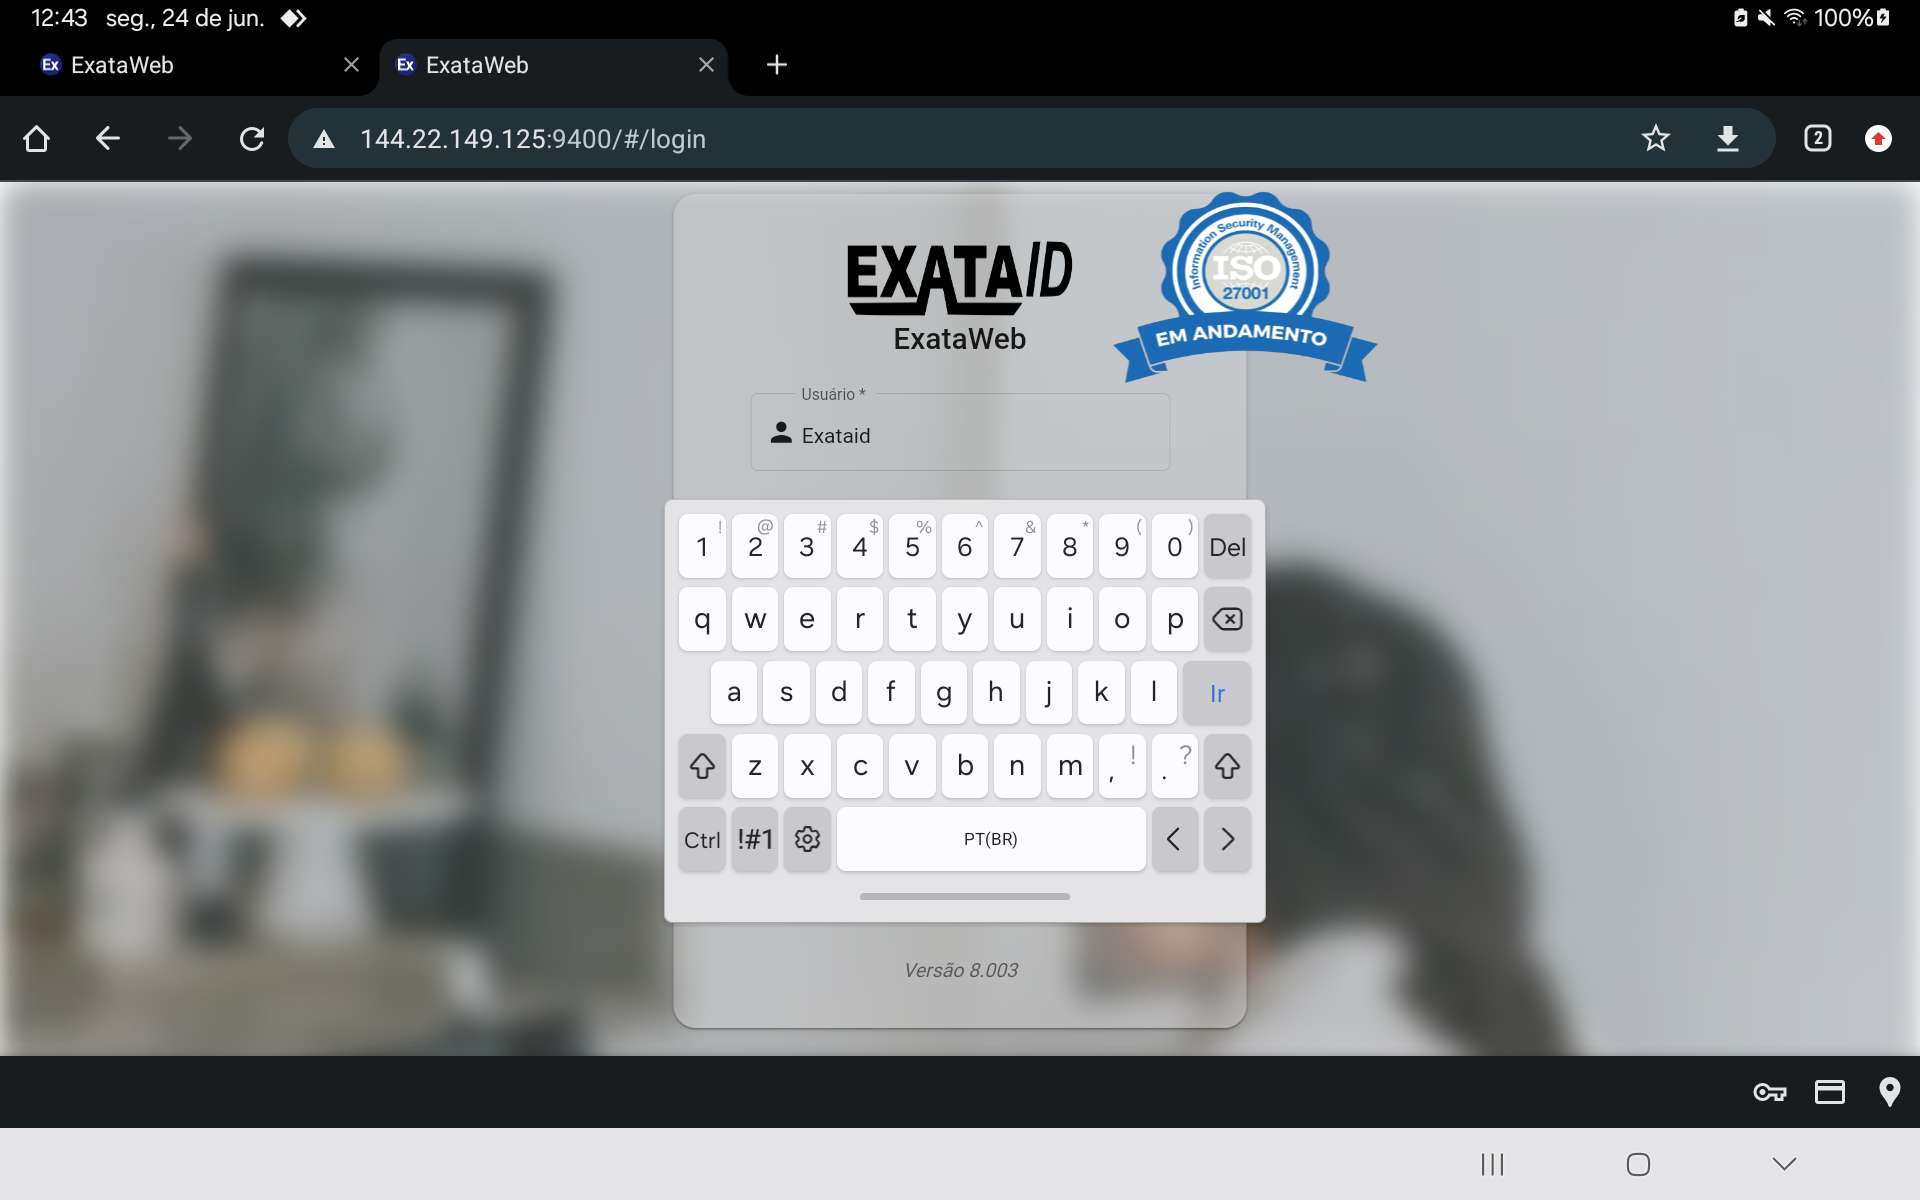 12:43 seg., 24 de jun. 100%
Ex ExataWeb
Ex ExataWeb
144.22.149.125:9400/#/login
2
EXATAID
ExataWeb
Information Security Management
ISO
27001
EM ANDAMENTO
Usuário *
Exataid
! @ # $ % ^ & * ( )
1 2 3 4 5 6 7 8 9 0 Del
q w e r t y u i o p
a s d f g h j k l Ir
z x c v b n m , ! . ?
Ctrl !#1 PT(BR) < >
Versão 8.003